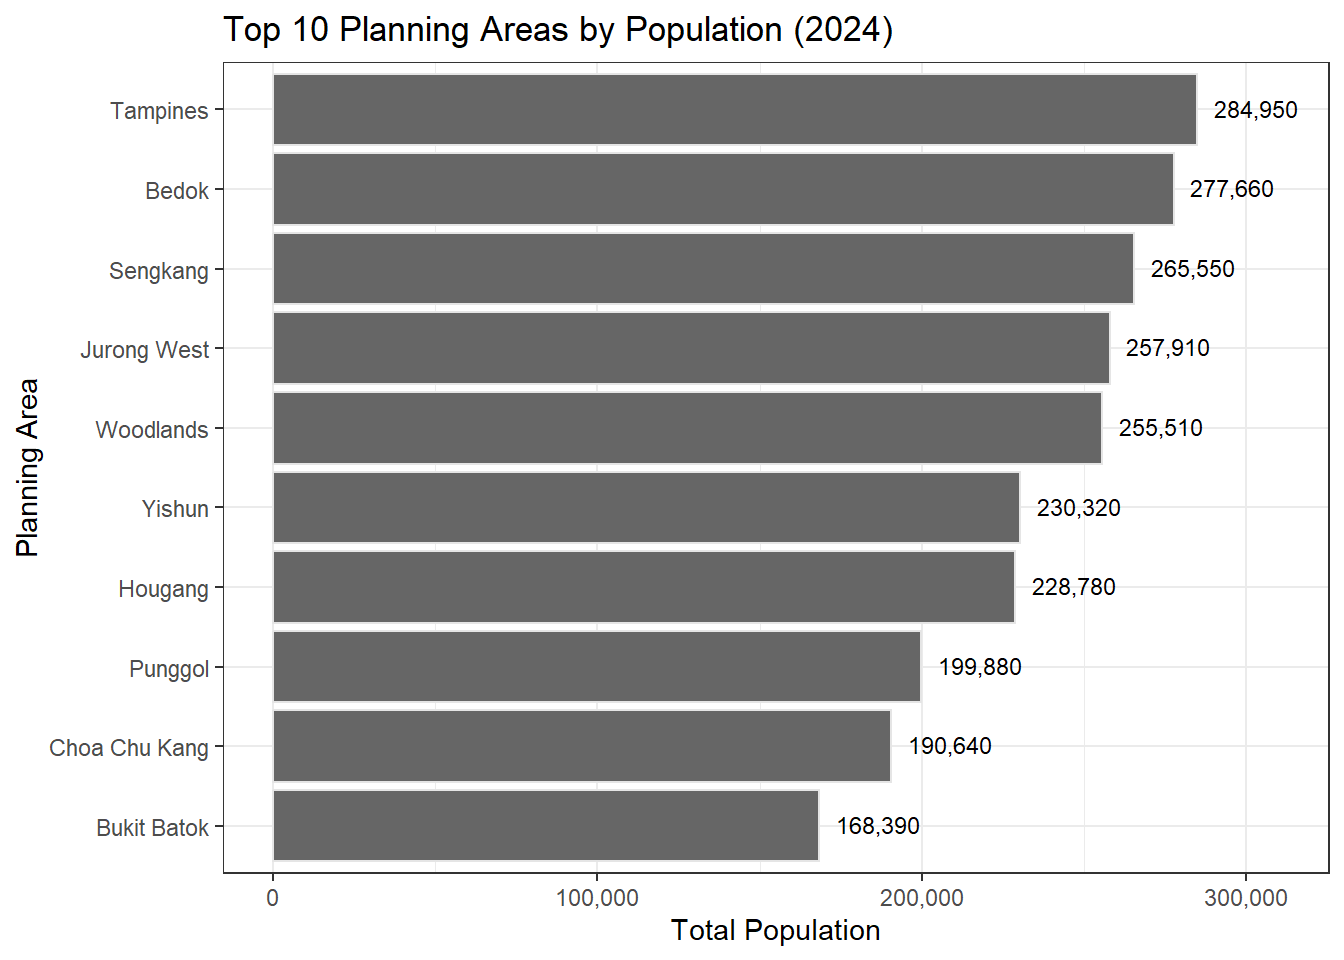 Top 10 Planning Areas by Population (2024)
Planning Area
Tampines 284,950
Bedok 277,660
Sengkang 265,550
Jurong West 257,910
Woodlands 255,510
Yishun 230,320
Hougang 228,780
Punggol 199,880
Choa Chu Kang 190,640
Bukit Batok 168,390
0 100,000 200,000 300,000
Total Population